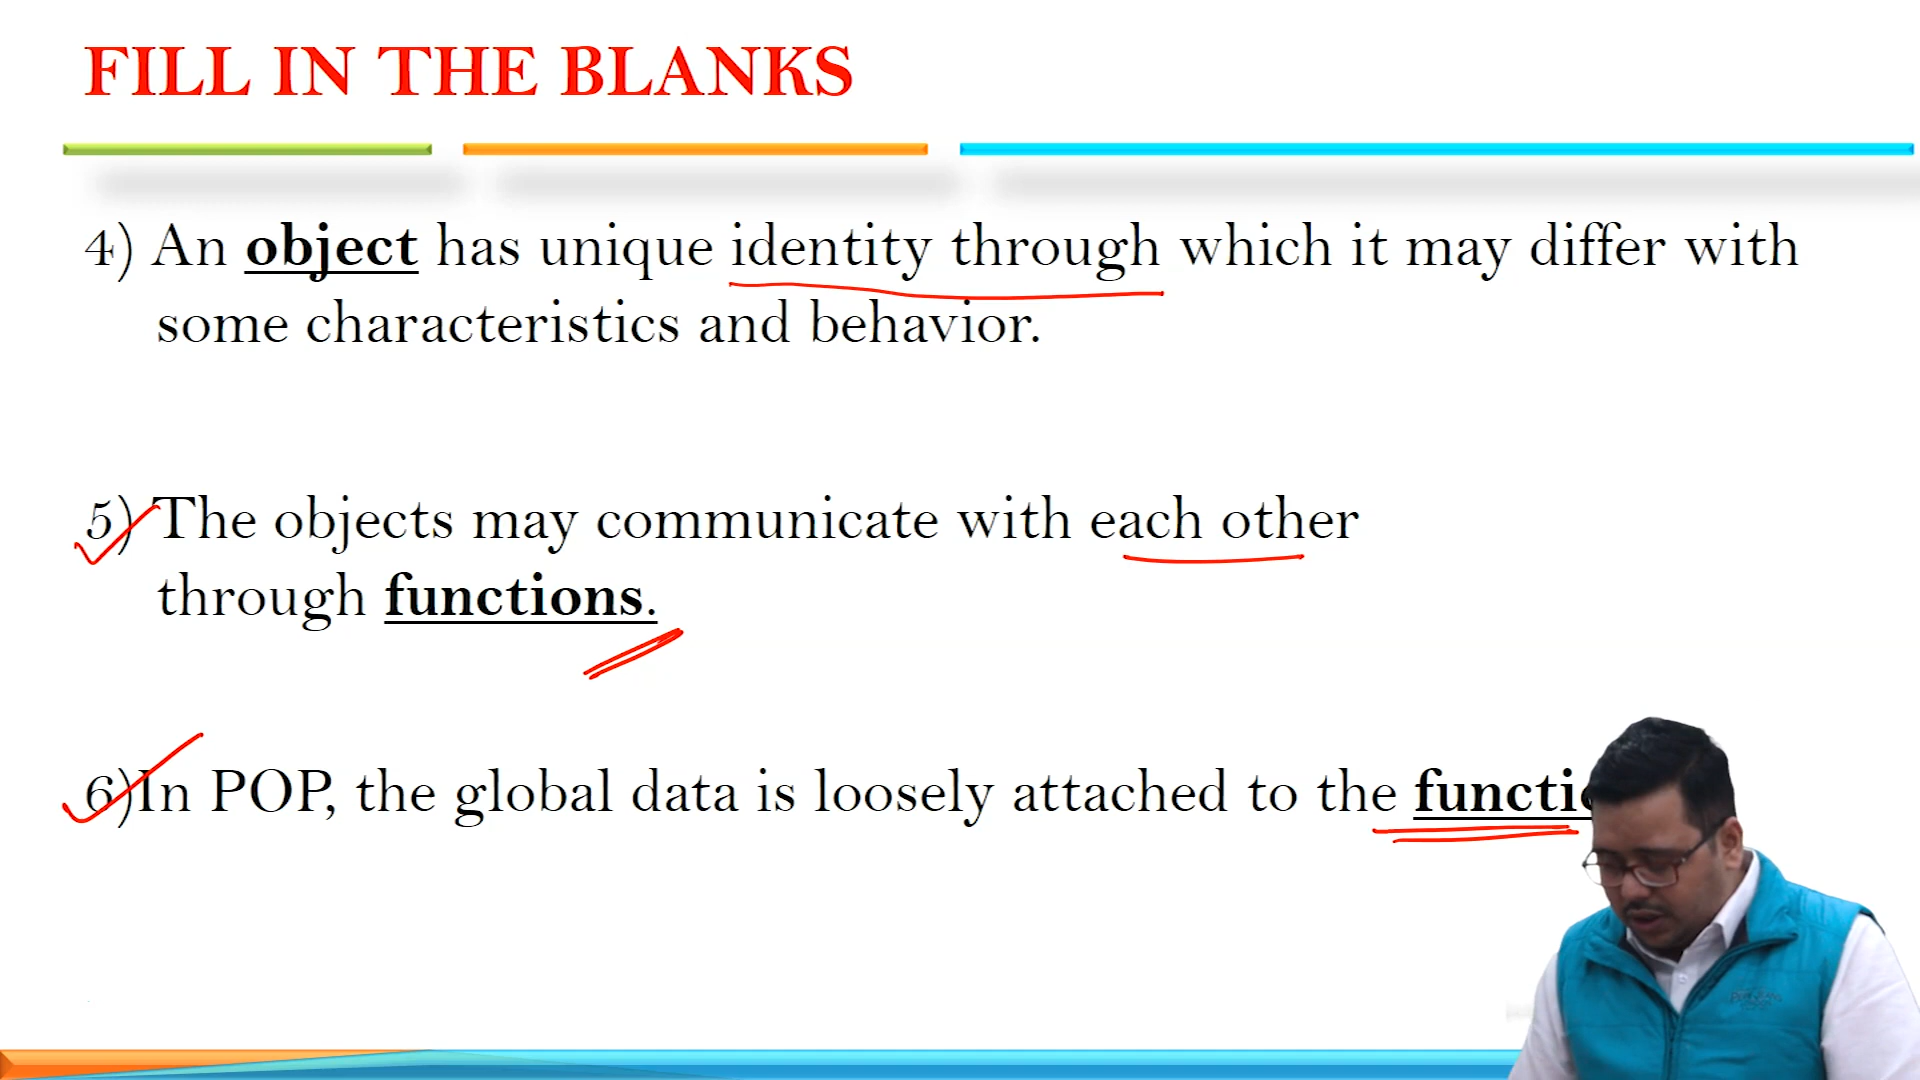 FILL IN THE BLANKS
4) An object has unique identity through which it may differ with
some characteristics and behavior.
5) The objects may communicate with each other
through functions.
6)In POP, the global data is loosely attached to the